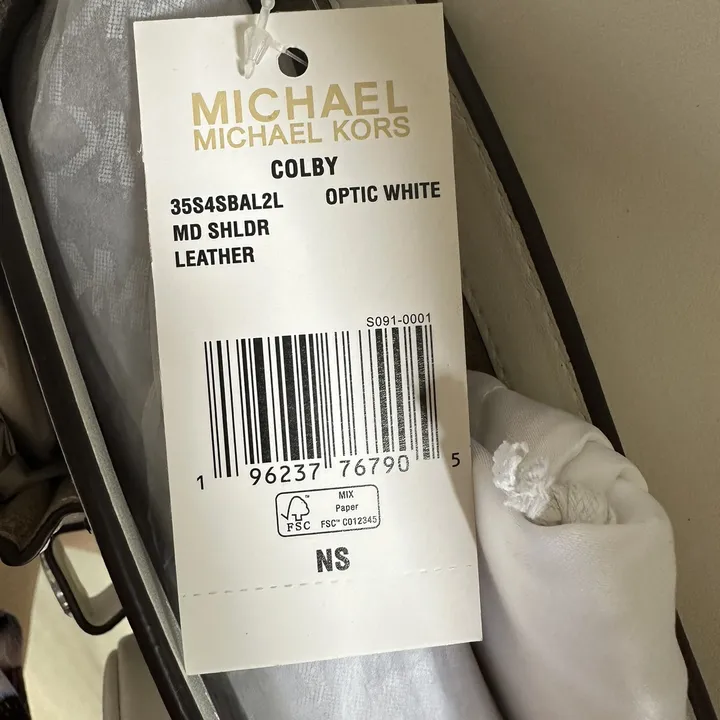 MICHAEL
MICHAEL KORS
COLBY
35S4SBAL2L OPTIC WHITE
MD SHLDR
LEATHER
S091-0001
1 96237 76790 5
FSC™
MIX
Paper
FSC™ C012345
NS